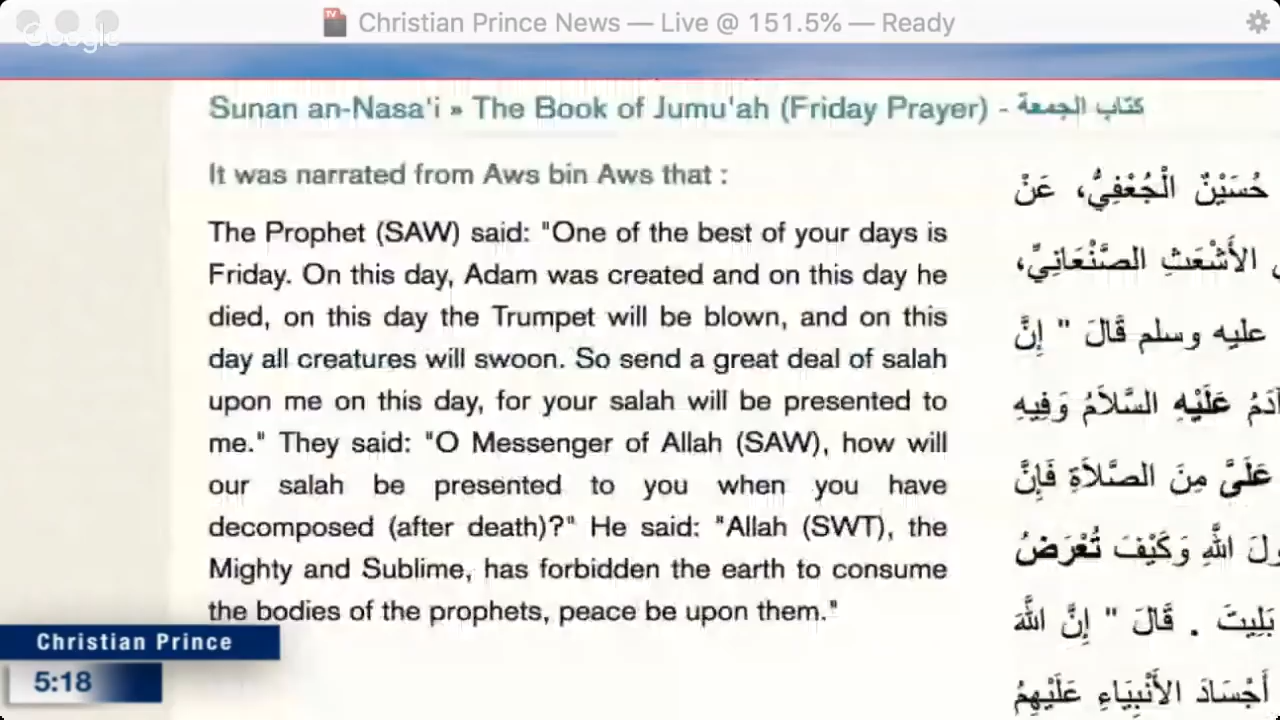 Christian Prince News — Live @ 151.5% — Ready
Google
Sunan an-Nasa'i » The Book of Jumu'ah (Friday Prayer) - كتاب الجمعة
It was narrated from Aws bin Aws that :
The Prophet (SAW) said: "One of the best of your days is
Friday. On this day, Adam was created and on this day he
died, on this day the Trumpet will be blown, and on this
day all creatures will swoon. So send a great deal of salah
upon me on this day, for your salah will be presented to
me." They said: "O Messenger of Allah (SAW), how will
our salah be presented to you when you have
decomposed (after death)?" He said: "Allah (SWT), the
Mighty and Sublime, has forbidden the earth to consume
the bodies of the prophets, peace be upon them."
حُسَيْنٌ الْجُعْفِيُّ، عَنْ
الأَشْعَثِ الصَّنْعَانِيِّ،
عليه وسلم قَالَ " إِنَّ
آدَمُ عَلَيْهِ السَّلاَمُ وَفِيهِ
عَلَىَّ مِنَ الصَّلاَةِ فَإِنَّ
اللَّهِ وَكَيْفَ تُعْرَضُ
بَلِيتَ . قَالَ " إِنَّ اللَّهَ
أَجْسَادَ الأَنْبِيَاءِ عَلَيْهِمُ
Christian Prince
5:18